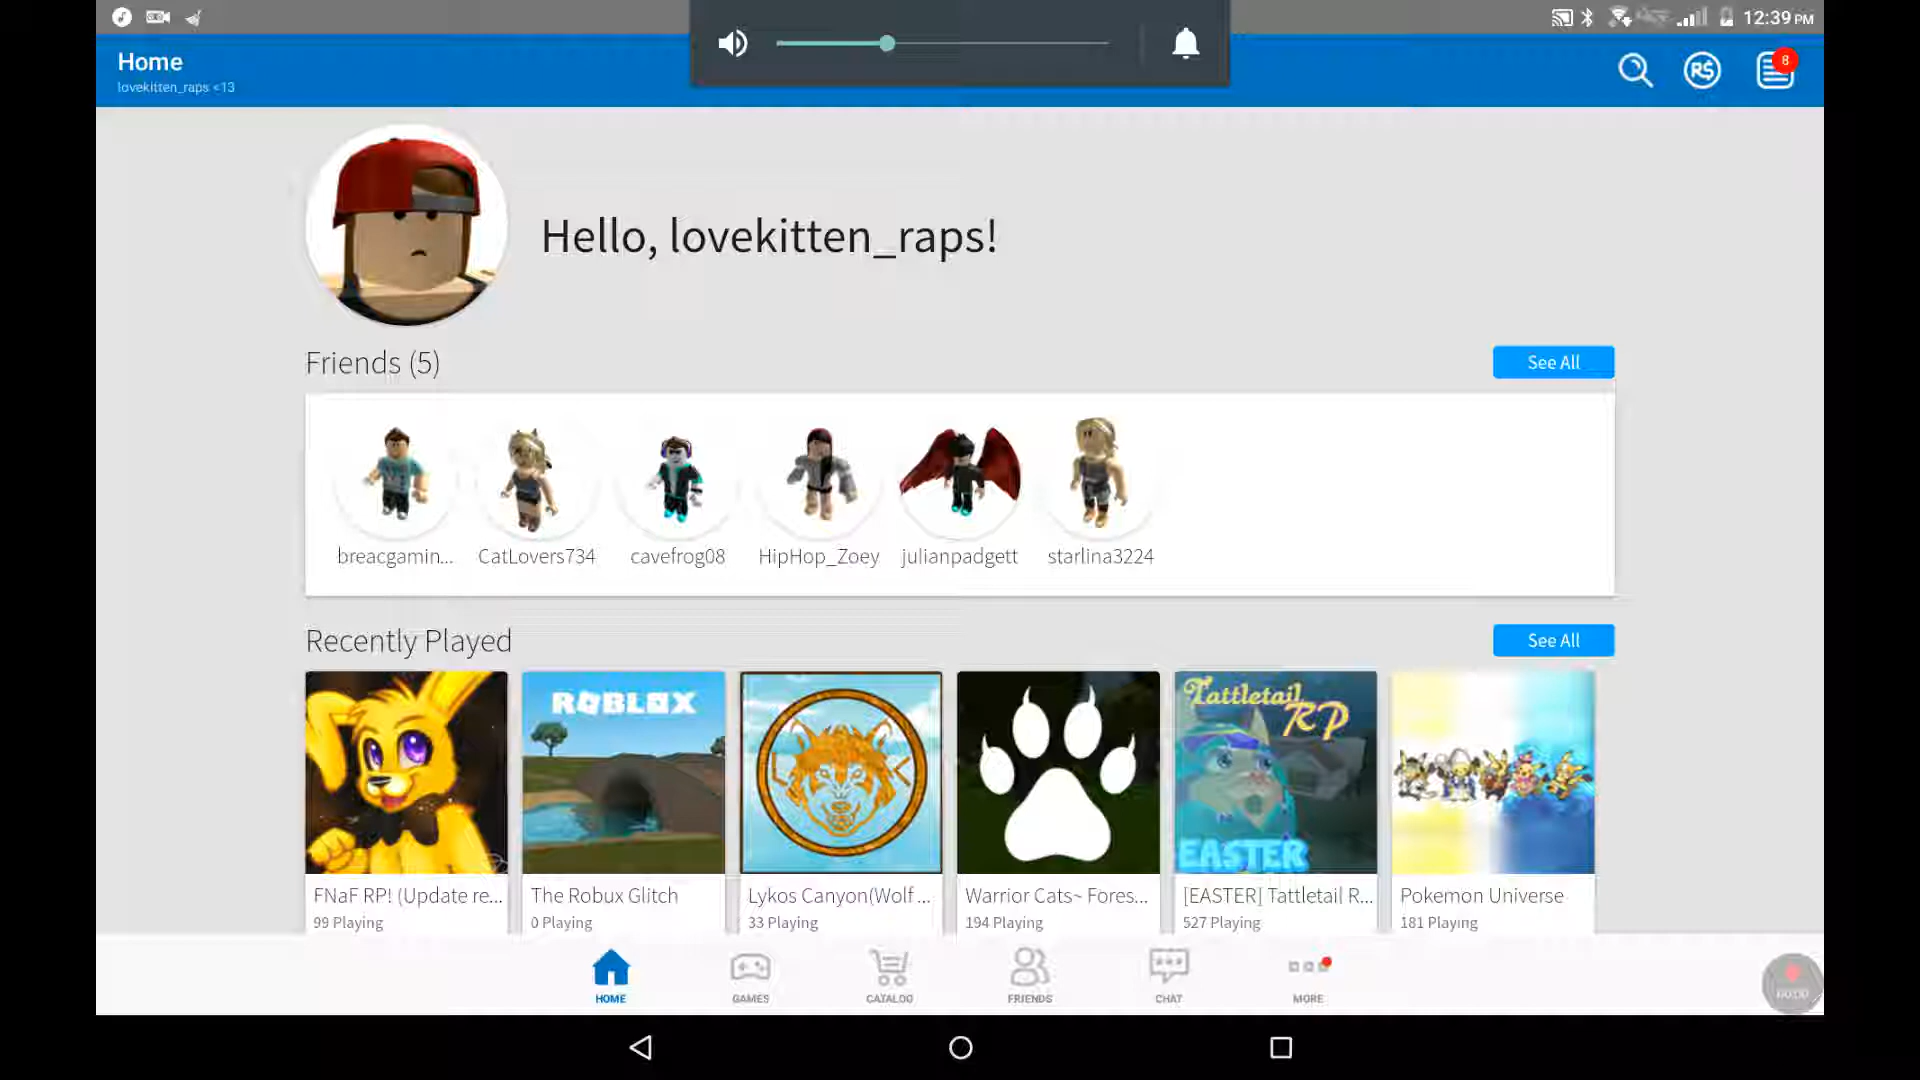 12:39 PM
Home
lovekitten_raps <13
R$
8
Hello, lovekitten_raps!
Friends (5)
See All
breacgamin...
CatLovers734
cavefrog08
HipHop_Zoey
julianpadgett
starlina3224
Recently Played
See All
ROBLOX
L K
Tattletail
RP
EASTER
FNaF RP! (Update re...
The Robux Glitch
Lykos Canyon(Wolf ...
Warrior Cats~ Fores...
[EASTER] Tattletail R...
Pokemon Universe
99 Playing
0 Playing
33 Playing
194 Playing
527 Playing
181 Playing
HOME
GAMES
CATALOG
FRIENDS
CHAT
MORE